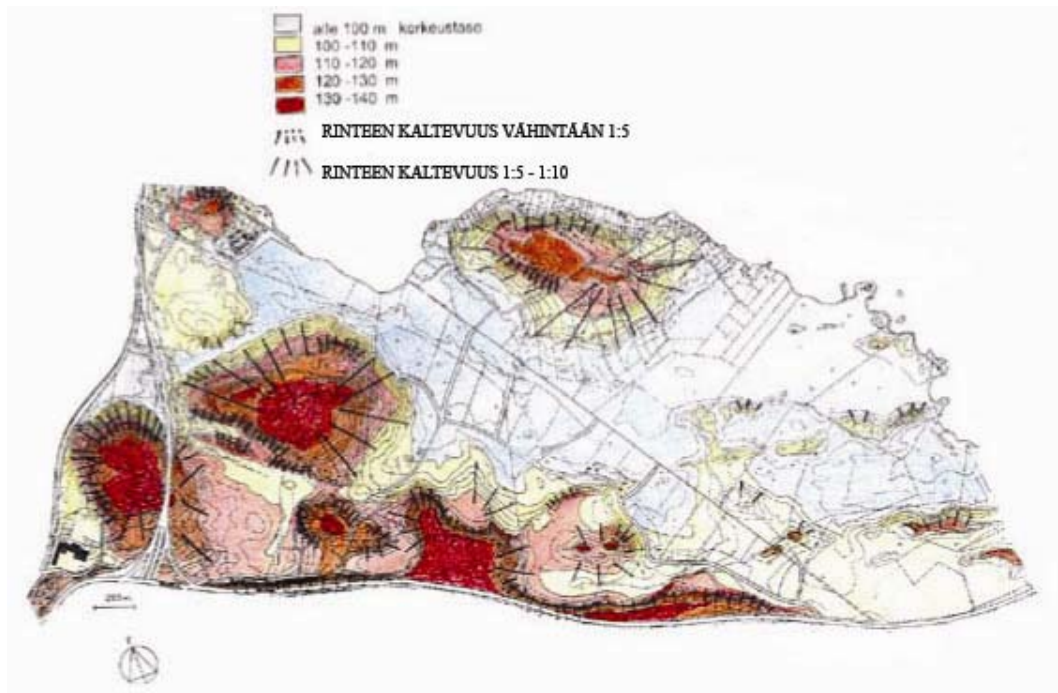 alle 100 m korkeustaso
100 -110 m
110 -120 m
120 -130 m
130 -140 m
RINTEEN KALTEVUUS VÄHINTÄÄN 1:5
RINTEEN KALTEVUUS 1:5 - 1:10